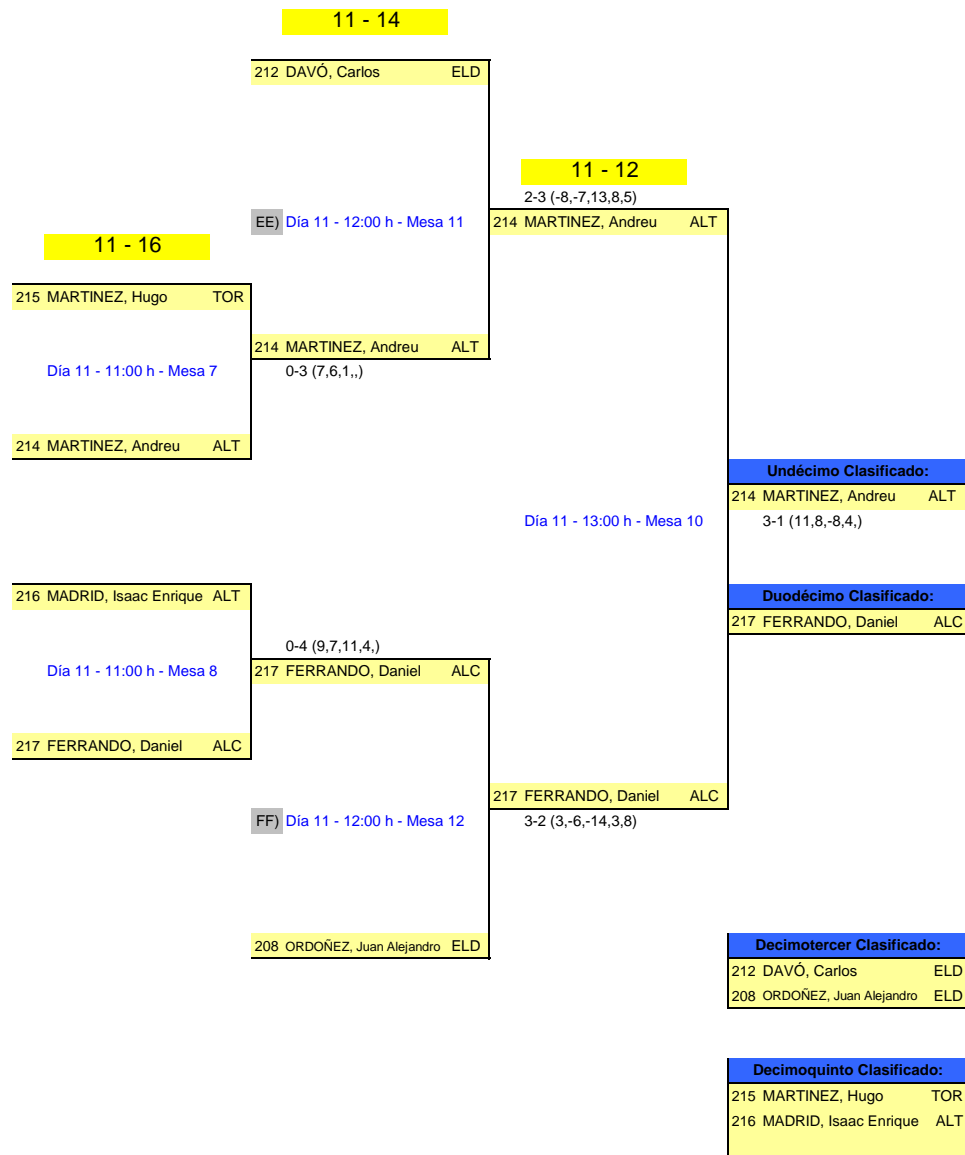 11 - 14
212 DAVÓ, Carlos ELD
11 - 12
2-3 (-8,-7,13,8,5)
EE) Día 11 - 12:00 h - Mesa 11
214 MARTINEZ, Andreu ALT
11 - 16
215 MARTINEZ, Hugo TOR
214 MARTINEZ, Andreu ALT
Día 11 - 11:00 h - Mesa 7
0-3 (7,6,1,,)
214 MARTINEZ, Andreu ALT
Undécimo Clasificado:
214 MARTINEZ, Andreu ALT
Día 11 - 13:00 h - Mesa 10
3-1 (11,8,-8,4,)
216 MADRID, Isaac Enrique ALT
Duodécimo Clasificado:
217 FERRANDO, Daniel ALC
0-4 (9,7,11,4,)
Día 11 - 11:00 h - Mesa 8
217 FERRANDO, Daniel ALC
217 FERRANDO, Daniel ALC
217 FERRANDO, Daniel ALC
FF) Día 11 - 12:00 h - Mesa 12
3-2 (3,-6,-14,3,8)
208 ORDOÑEZ, Juan Alejandro ELD
Decimotercer Clasificado:
212 DAVÓ, Carlos ELD
208 ORDOÑEZ, Juan Alejandro ELD
Decimoquinto Clasificado:
215 MARTINEZ, Hugo TOR
216 MADRID, Isaac Enrique ALT